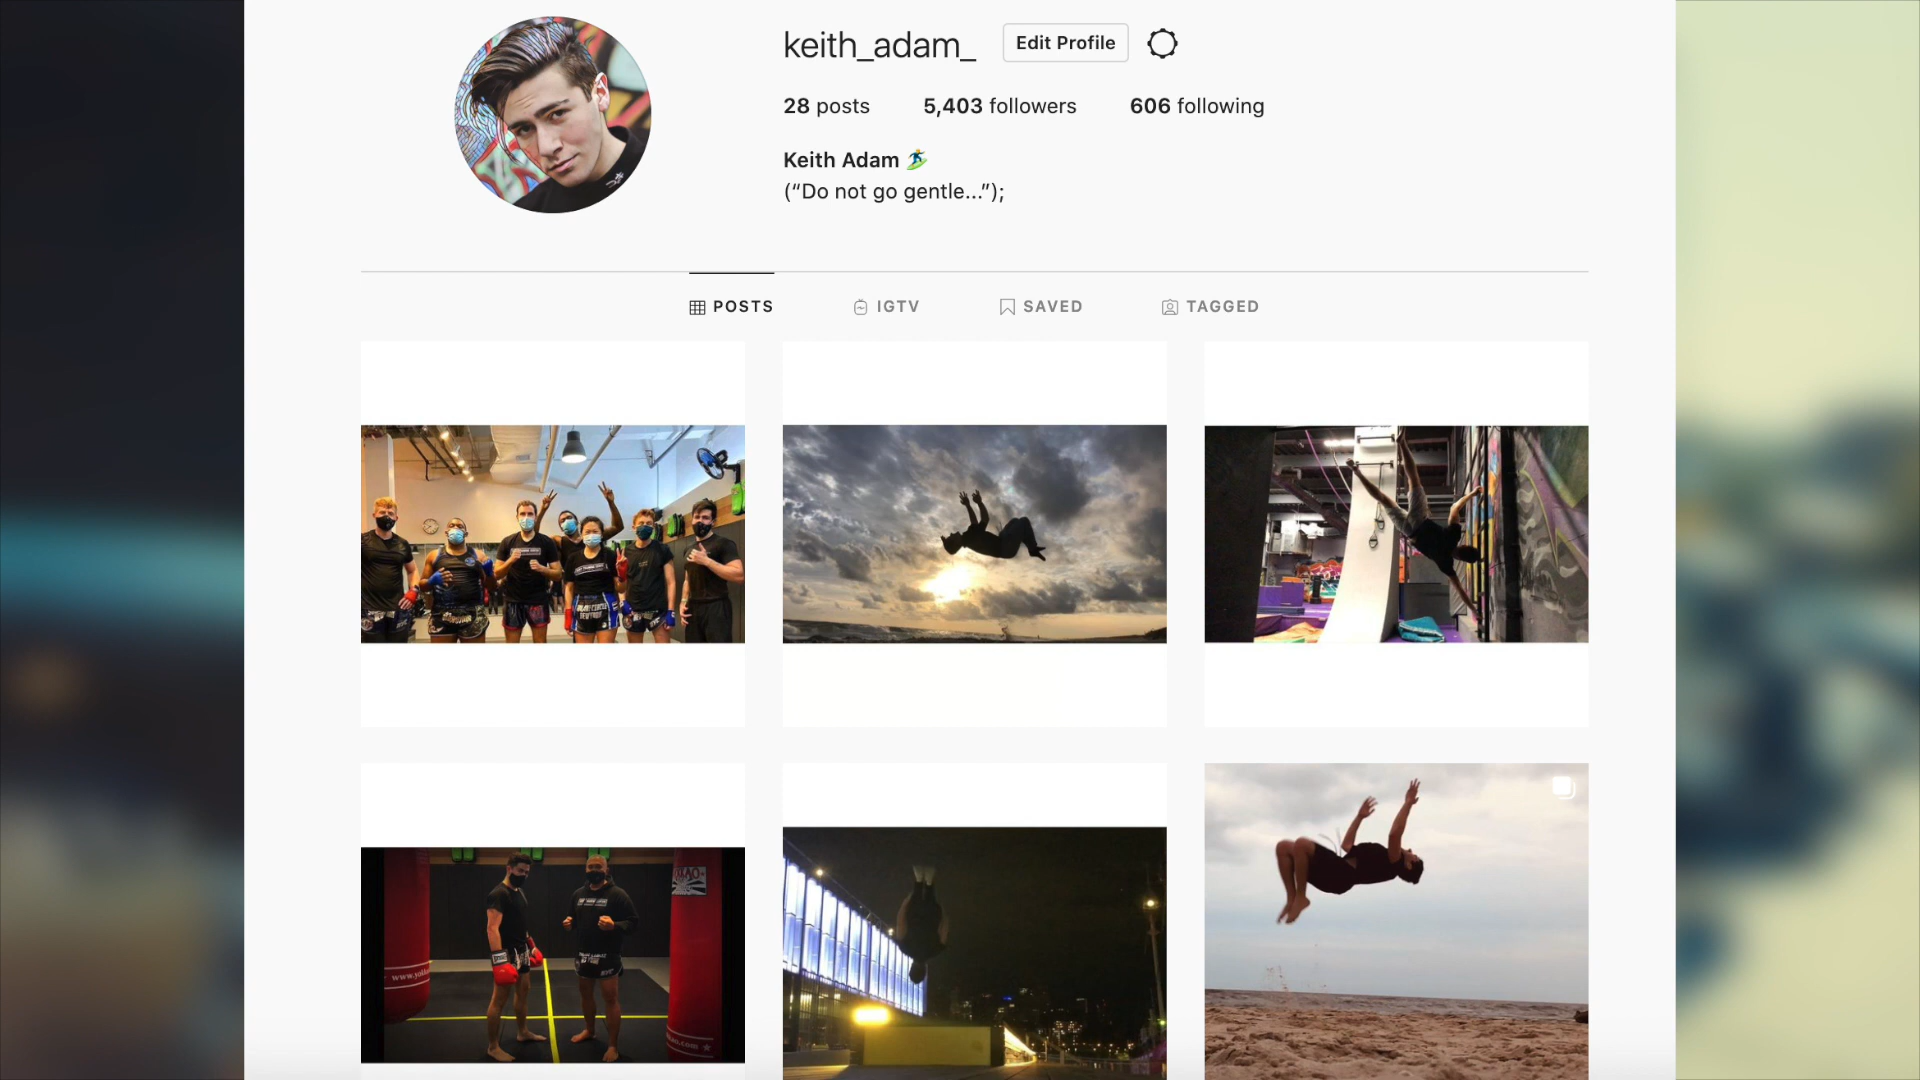 keith_adam_ Edit Profile
28 posts 5,403 followers 606 following
Keith Adam
(“Do not go gentle...”);
POSTS IGTV SAVED TAGGED